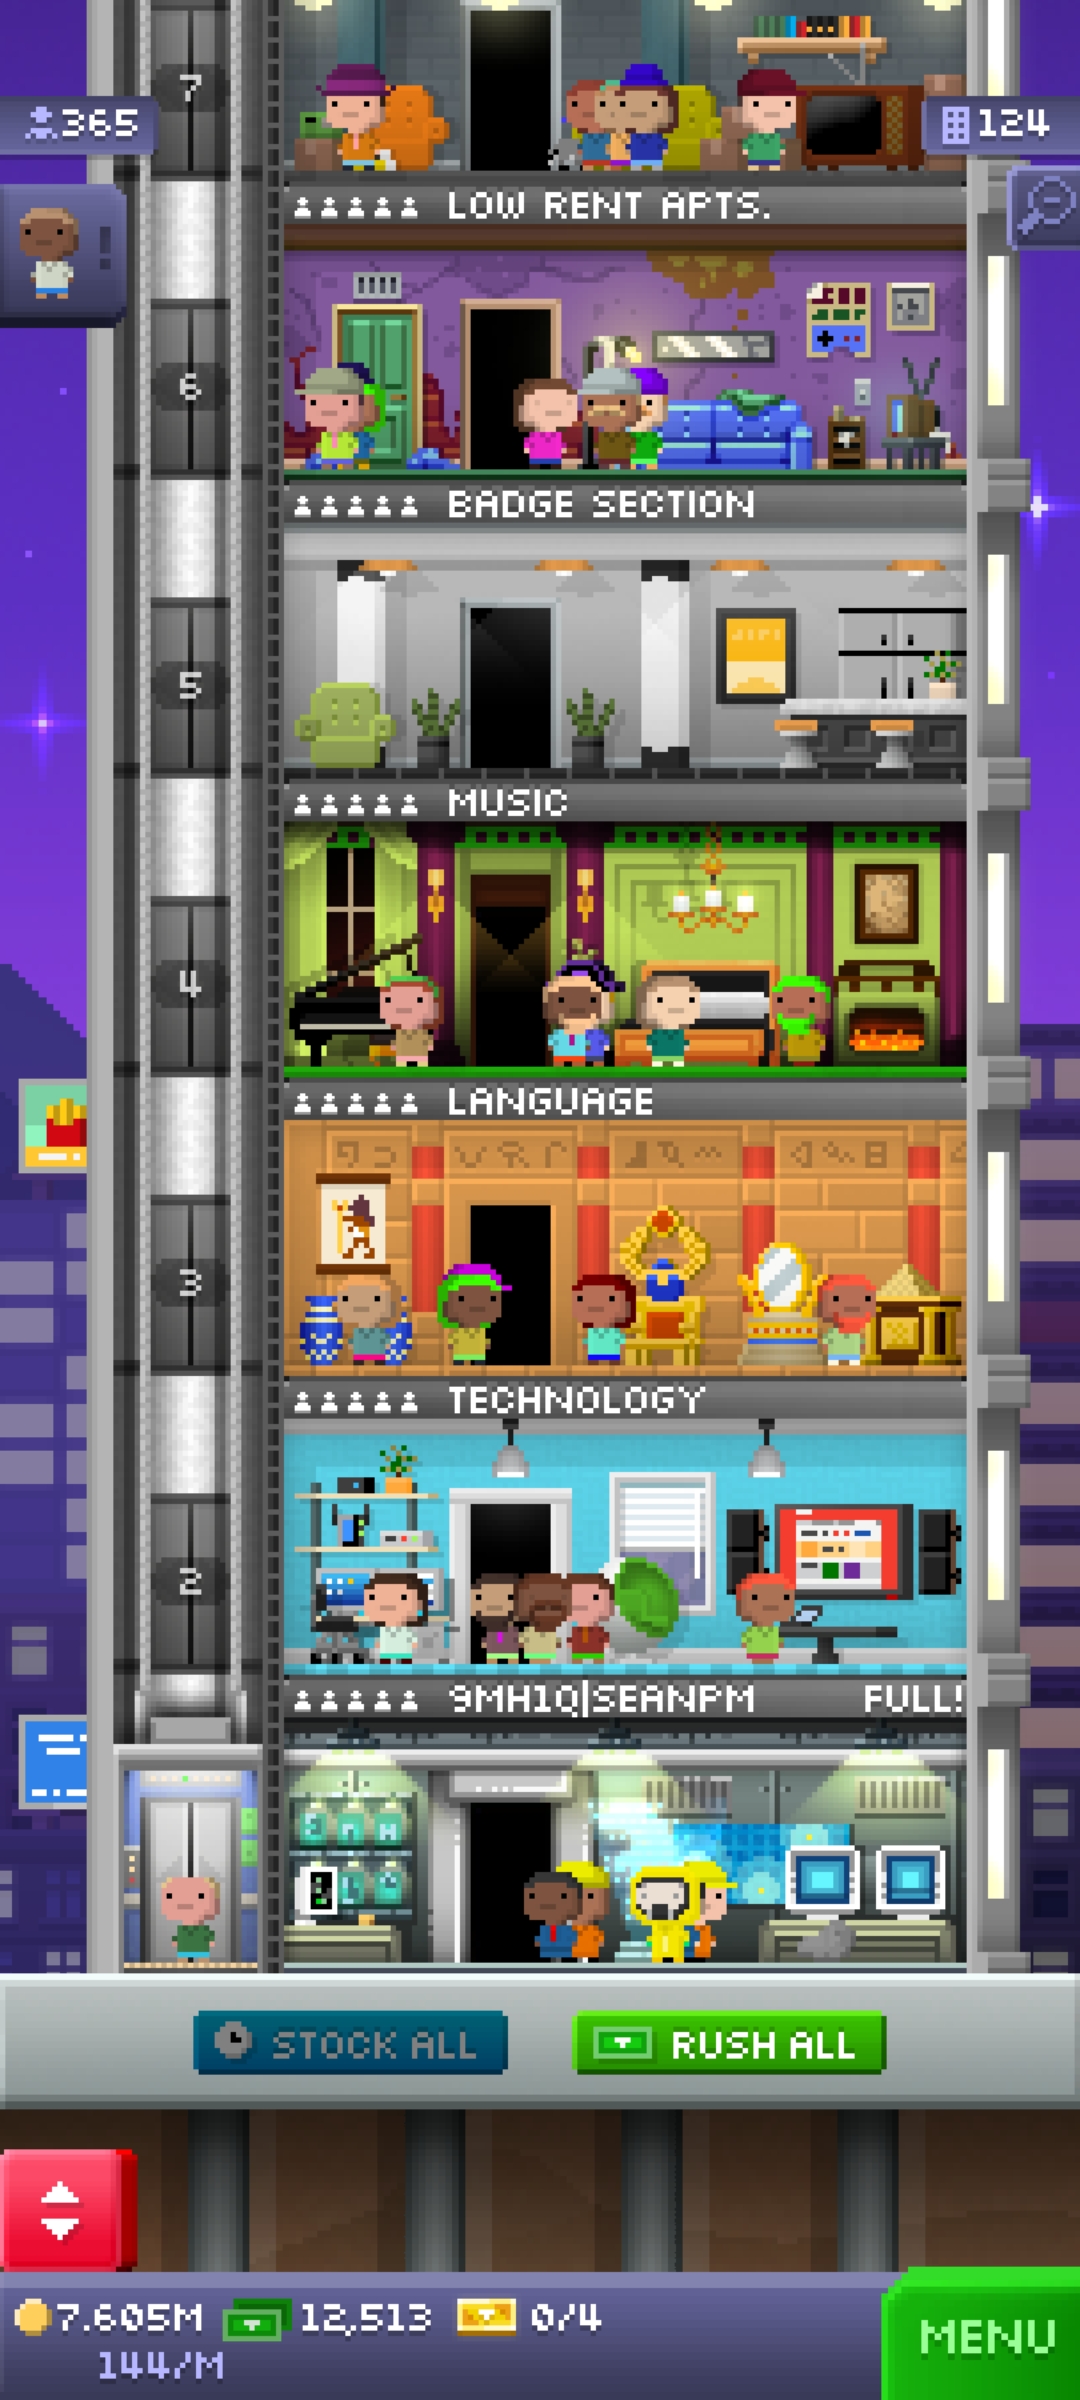 7
365
124
LOW RENT APTS.
6
BADGE SECTION
5
MUSIC
4
LANGUAGE
3
TECHNOLOGY
2
9MH1Q|SEANPM FULL!
STOCK ALL
RUSH ALL
7.605M 12,513 0/4
144/M
MENU